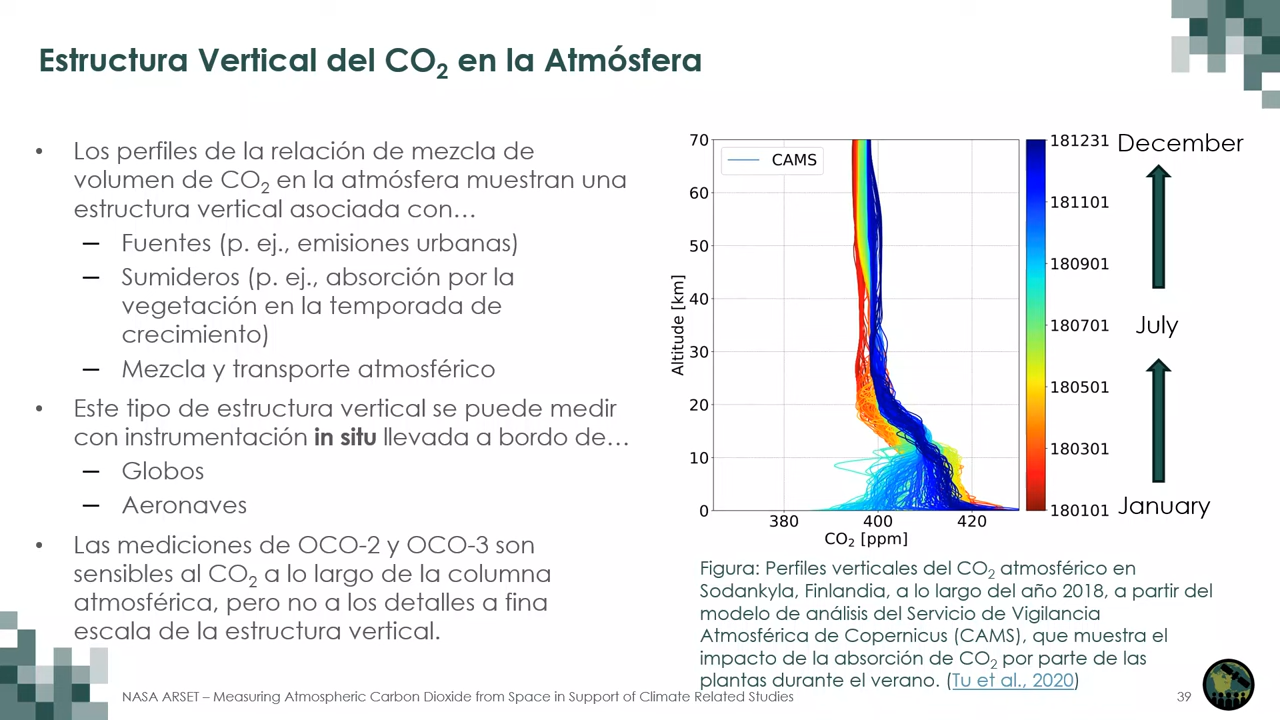 Estructura Vertical del CO₂ en la Atmósfera
• Los perfiles de la relación de mezcla de
volumen de CO₂ en la atmósfera muestran una
estructura vertical asociada con…
– Fuentes (p. ej., emisiones urbanas)
– Sumideros (p. ej., absorción por la
vegetación en la temporada de
crecimiento)
– Mezcla y transporte atmosférico
• Este tipo de estructura vertical se puede medir
con instrumentación in situ llevada a bordo de…
– Globos
– Aeronaves
• Las mediciones de OCO-2 y OCO-3 son
sensibles al CO₂ a lo largo de la columna
atmosférica, pero no a los detalles a fina
escala de la estructura vertical.
CAMS
Altitude [km]
70
60
50
40
30
20
10
0
380 400 420
CO₂ [ppm]
181231
181101
180901
180701
180501
180301
180101
December
July
January
Figura: Perfiles verticales del CO₂ atmosférico en
Sodankyla, Finlandia, a lo largo del año 2018, a partir del
modelo de análisis del Servicio de Vigilancia
Atmosférica de Copernicus (CAMS), que muestra el
impacto de la absorción de CO₂ por parte de las
plantas durante el verano. (Tu et al., 2020)
NASA ARSET – Measuring Atmospheric Carbon Dioxide from Space in Support of Climate Related Studies
39